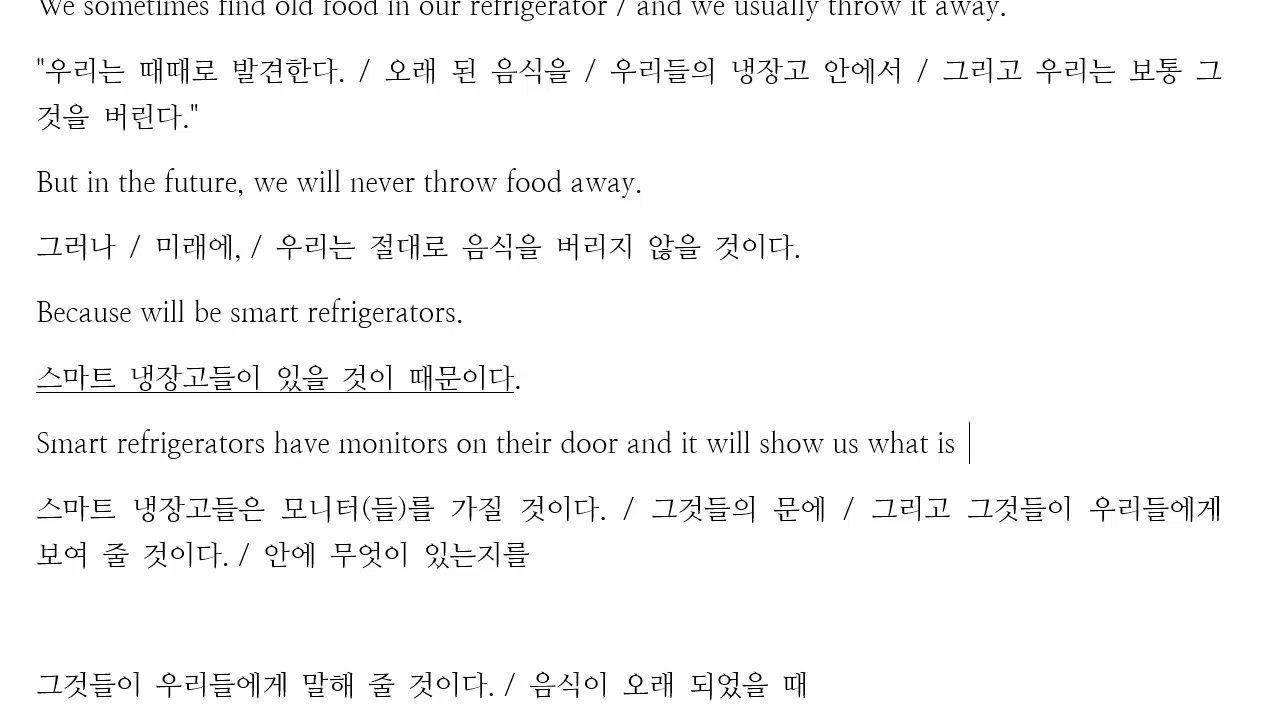 We sometimes find old food in our refrigerator / and we usually throw it away.
"우리는 때때로 발견한다. / 오래 된 음식을 / 우리들의 냉장고 안에서 / 그리고 우리는 보통 그
것을 버린다."
But in the future, we will never throw food away.
그러나 / 미래에, / 우리는 절대로 음식을 버리지 않을 것이다.
Because will be smart refrigerators.
스마트 냉장고들이 있을 것이 때문이다.
Smart refrigerators have monitors on their door and it will show us what is
스마트 냉장고들은 모니터(들)를 가질 것이다. / 그것들의 문에 / 그리고 그것들이 우리들에게
보여 줄 것이다. / 안에 무엇이 있는지를
그것들이 우리들에게 말해 줄 것이다. / 음식이 오래 되었을 때